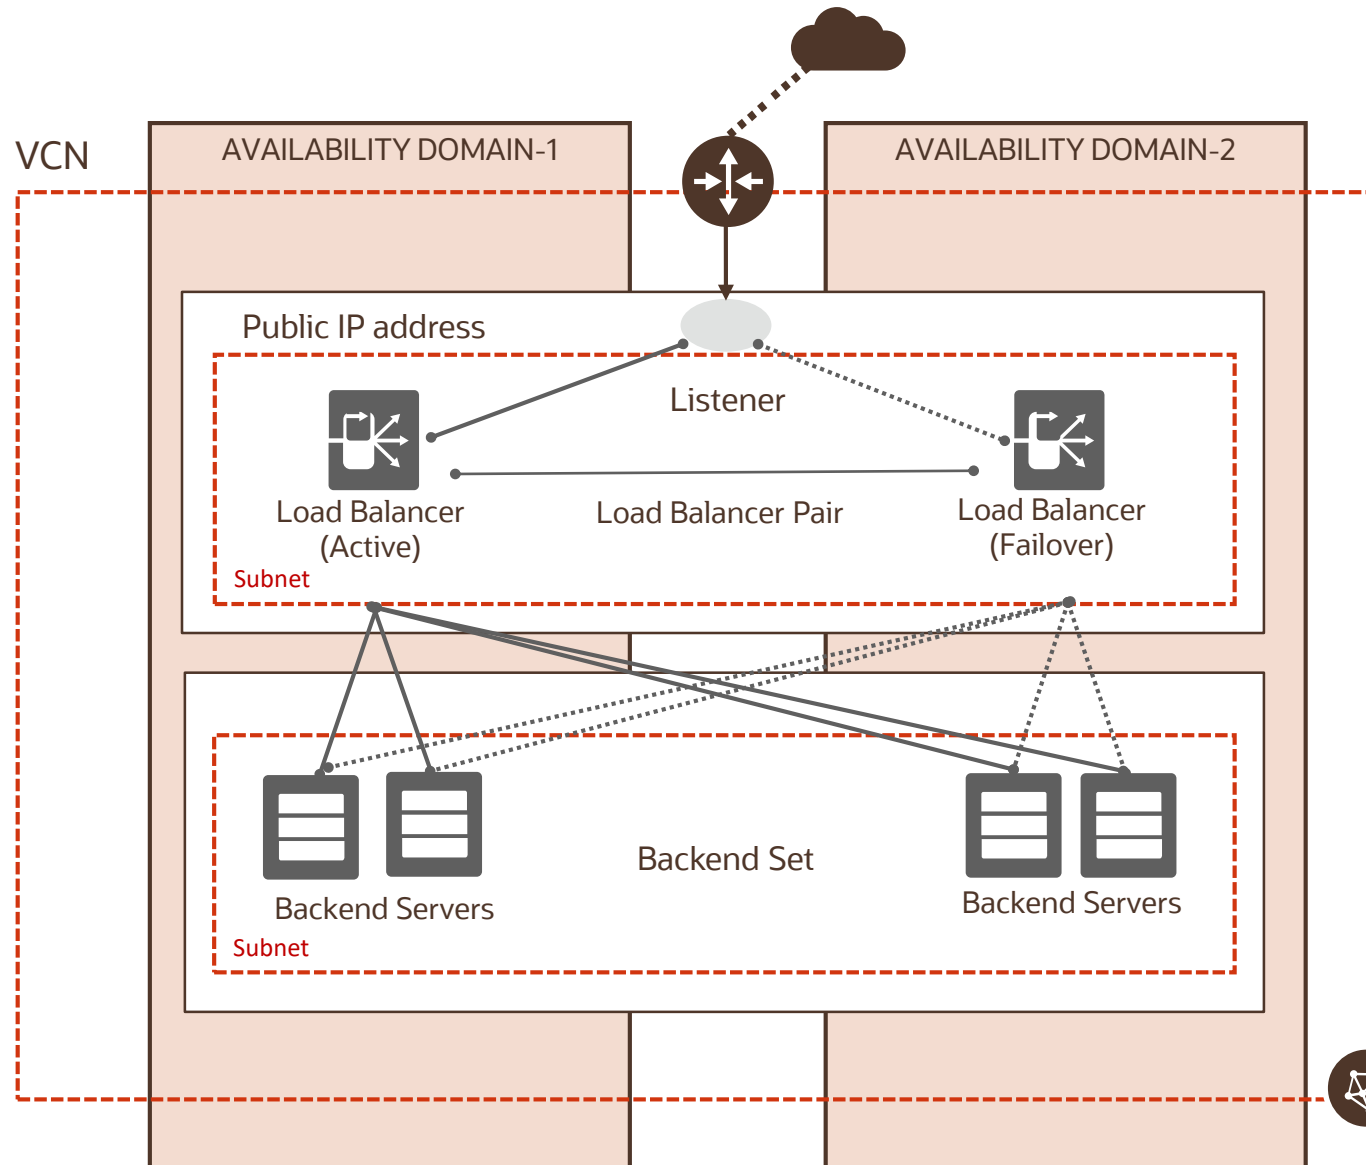 VCN
AVAILABILITY DOMAIN-1
AVAILABILITY DOMAIN-2
Public IP address
Listener
Load Balancer
(Active)
Load Balancer Pair
Load Balancer
(Failover)
Subnet
Backend Set
Backend Servers
Backend Servers
Subnet